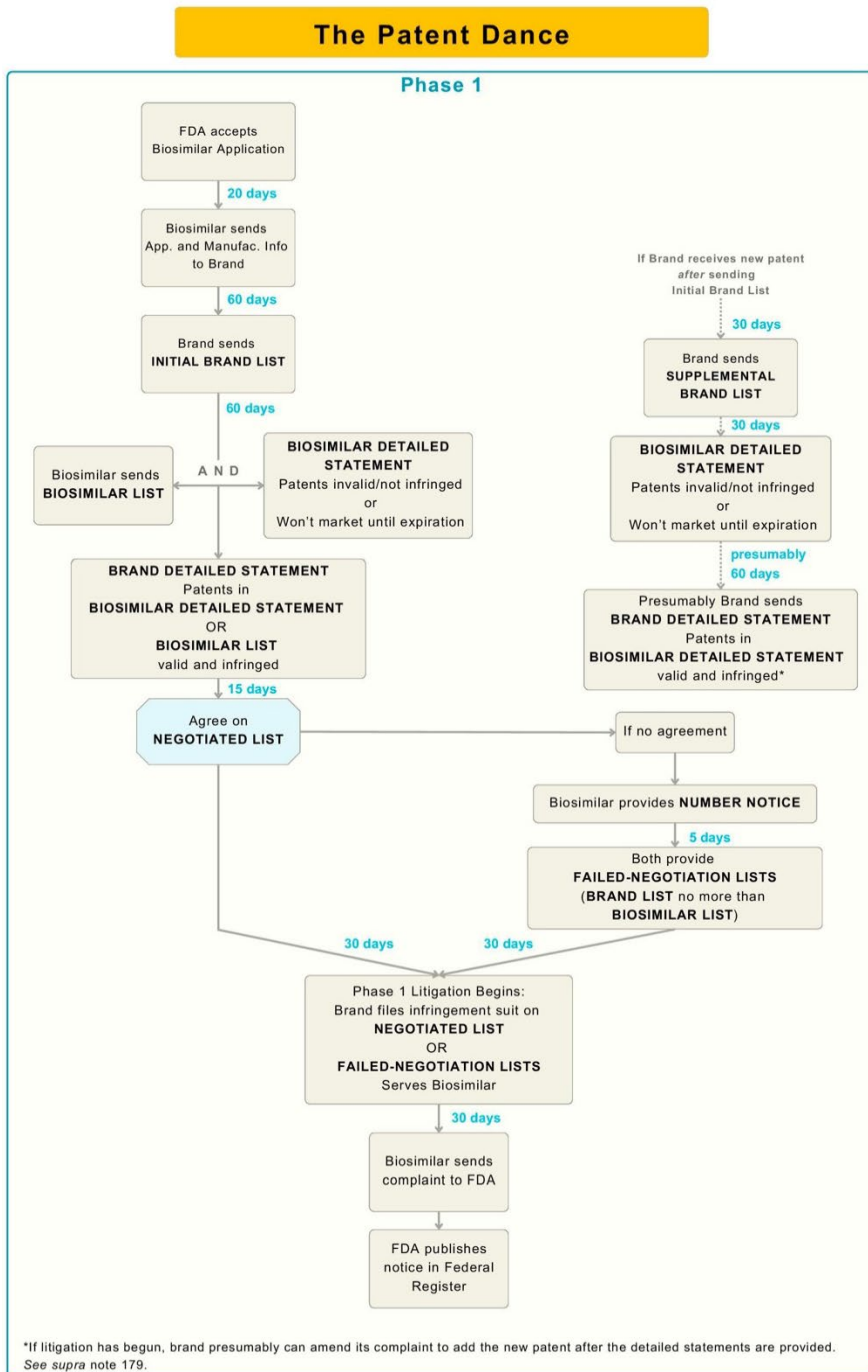 The Patent Dance
Phase 1
FDA accepts
Biosimilar Application
20 days
Biosimilar sends
App. and Manufac. Info
to Brand
60 days
Brand sends
INITIAL BRAND LIST
60 days
Biosimilar sends
BIOSIMILAR LIST
AND
BIOSIMILAR DETAILED
STATEMENT
Patents invalid/not infringed
or
Won't market until expiration
BRAND DETAILED STATEMENT
Patents in
BIOSIMILAR DETAILED STATEMENT
OR
BIOSIMILAR LIST
valid and infringed
15 days
Agree on
NEGOTIATED LIST
If Brand receives new patent
after sending
Initial Brand List
30 days
Brand sends
SUPPLEMENTAL
BRAND LIST
30 days
BIOSIMILAR DETAILED
STATEMENT
Patents invalid/not infringed
or
Won't market until expiration
presumably
60 days
Presumably Brand sends
BRAND DETAILED STATEMENT
Patents in
BIOSIMILAR DETAILED STATEMENT
valid and infringed*
If no agreement
Biosimilar provides NUMBER NOTICE
5 days
Both provide
FAILED-NEGOTIATION LISTS
(BRAND LIST no more than
BIOSIMILAR LIST)
30 days
30 days
Phase 1 Litigation Begins:
Brand files infringement suit on
NEGOTIATED LIST
OR
FAILED-NEGOTIATION LISTS
Serves Biosimilar
30 days
Biosimilar sends
complaint to FDA
FDA publishes
notice in Federal
Register
*If litigation has begun, brand presumably can amend its complaint to add the new patent after the detailed statements are provided.
See supra note 179.